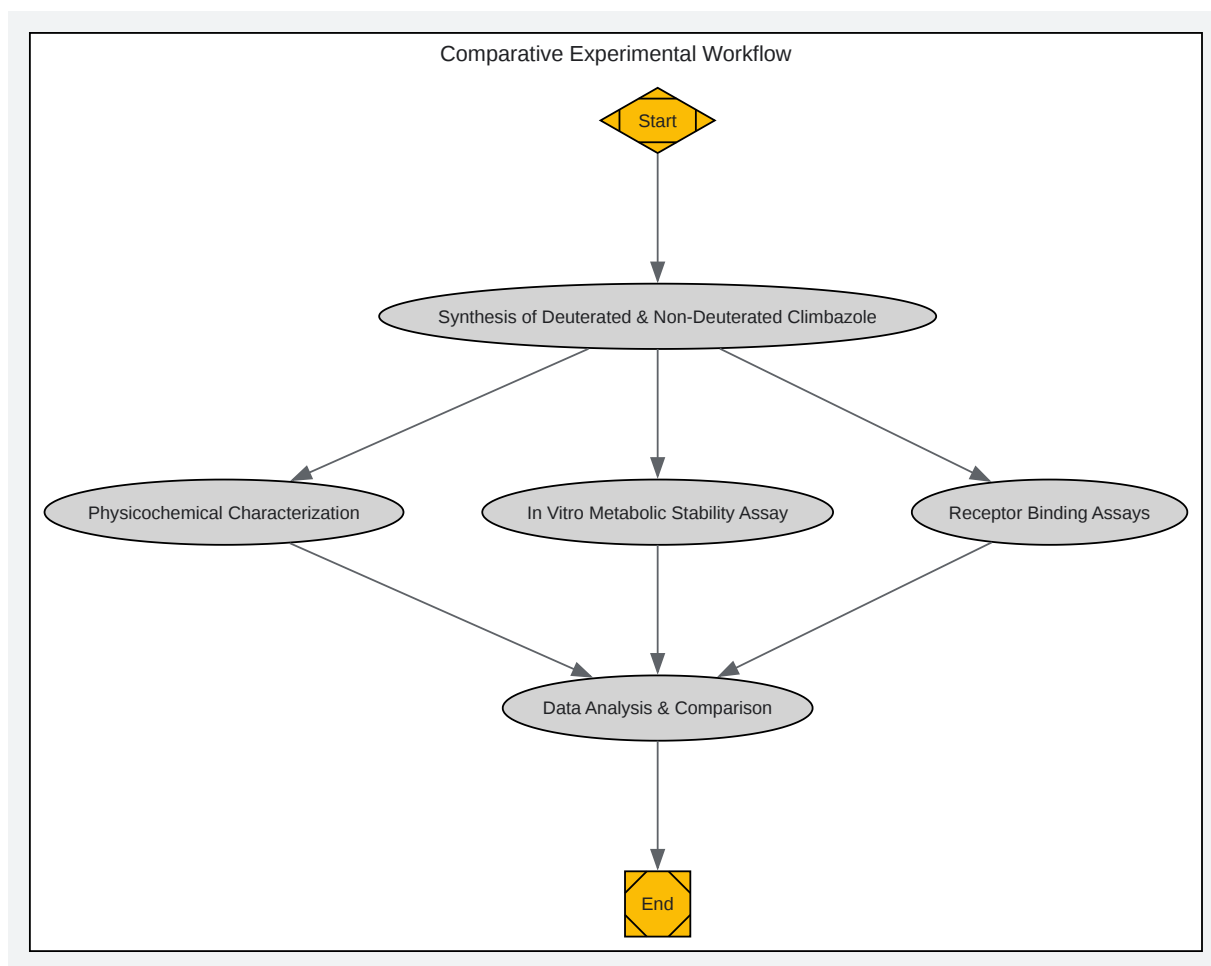 Comparative Experimental Workflow
Start
Synthesis of Deuterated & Non-Deuterated Climbazole
Physicochemical Characterization
In Vitro Metabolic Stability Assay
Receptor Binding Assays
Data Analysis & Comparison
End